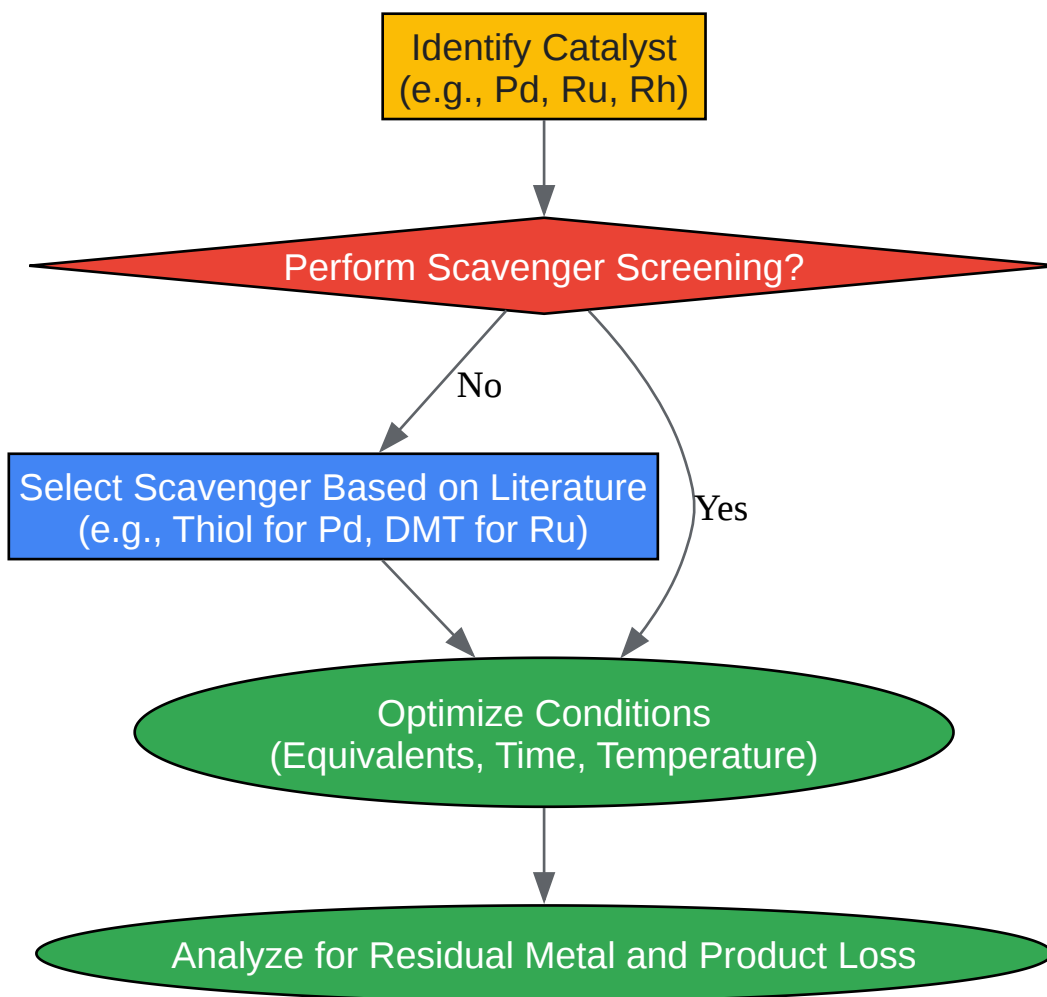 Identify Catalyst
(e.g., Pd, Ru, Rh)
Perform Scavenger Screening?
No
Select Scavenger Based on Literature
(e.g., Thiol for Pd, DMT for Ru)
Yes
Optimize Conditions
(Equivalents, Time, Temperature)
Analyze for Residual Metal and Product Loss